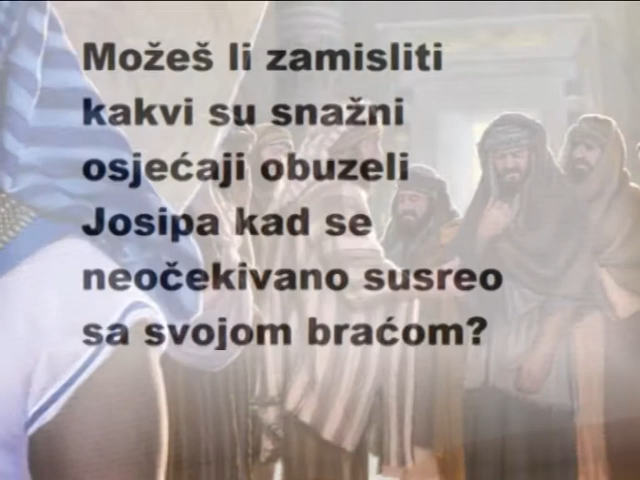 Možeš li zamisliti
kakvi su snažni
osjećaji obuzeli
Josipa kad se
neočekivano susreo
sa svojom braćom?